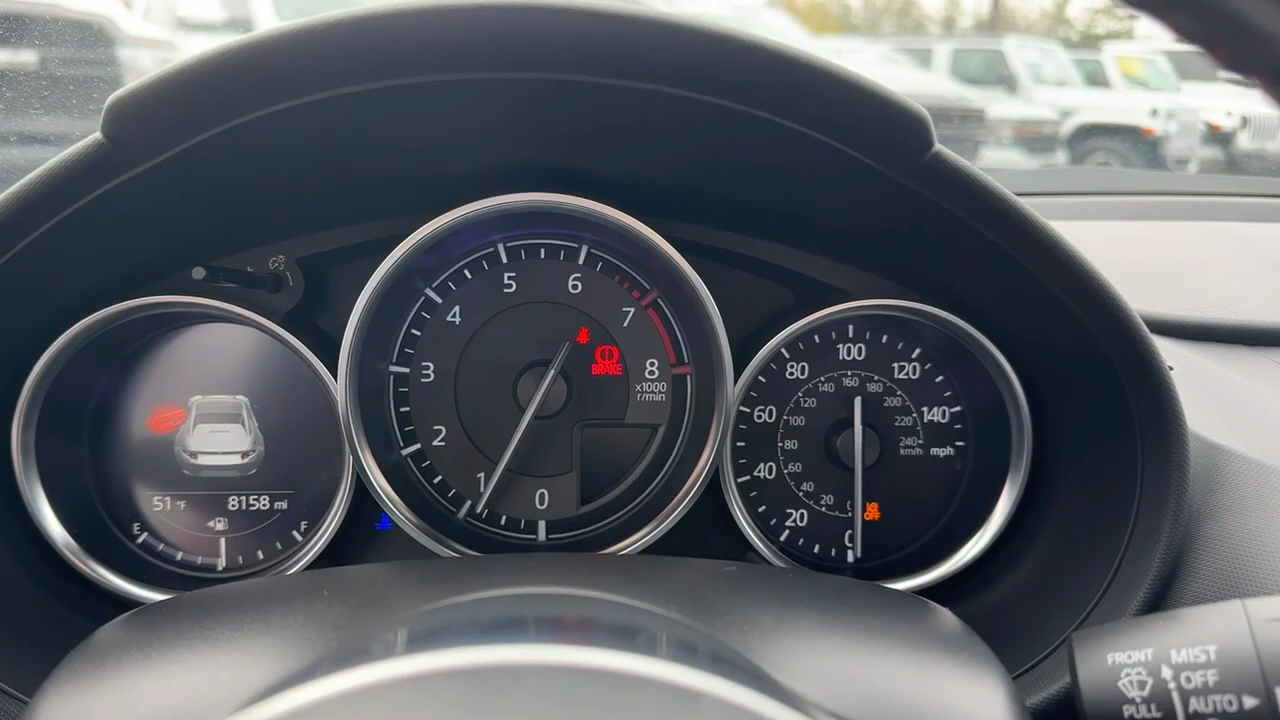 51 °F 8158 mi
E F
0
1
2
3
4
5
6
7
8
x1000
r/min
BRAKE
0
20
40
60
80
100
120
140
mph
20
40
60
80
100
120
140
160
180
200
220
240
km/h
OFF
FRONT
PULL
MIST
OFF
AUTO